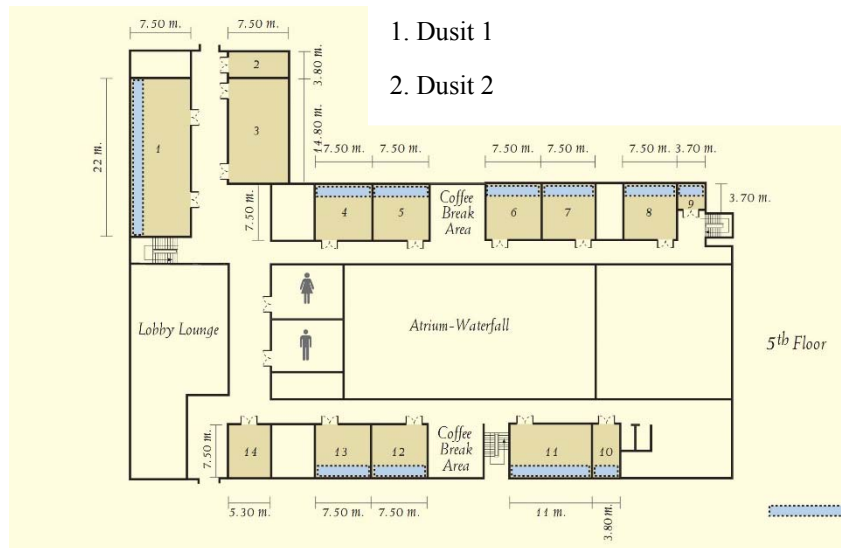 7.50 m.
7.50 m.
1. Dusit 1
2. Dusit 2
2
3.80 m.
3
14.80 m.
1
22 m.
7.50 m.
7.50 m.
7.50 m.
7.50 m.
7.50 m.
3.70 m.
7.50 m.
4
5
Coffee
Break
Area
6
7
8
9
3.70 m.
Lobby Lounge
Atrium-Waterfall
5th Floor
7.50 m.
14
13
12
Coffee
Break
Area
11
10
5.30 m.
7.50 m.
7.50 m.
11 m.
3.80 m.